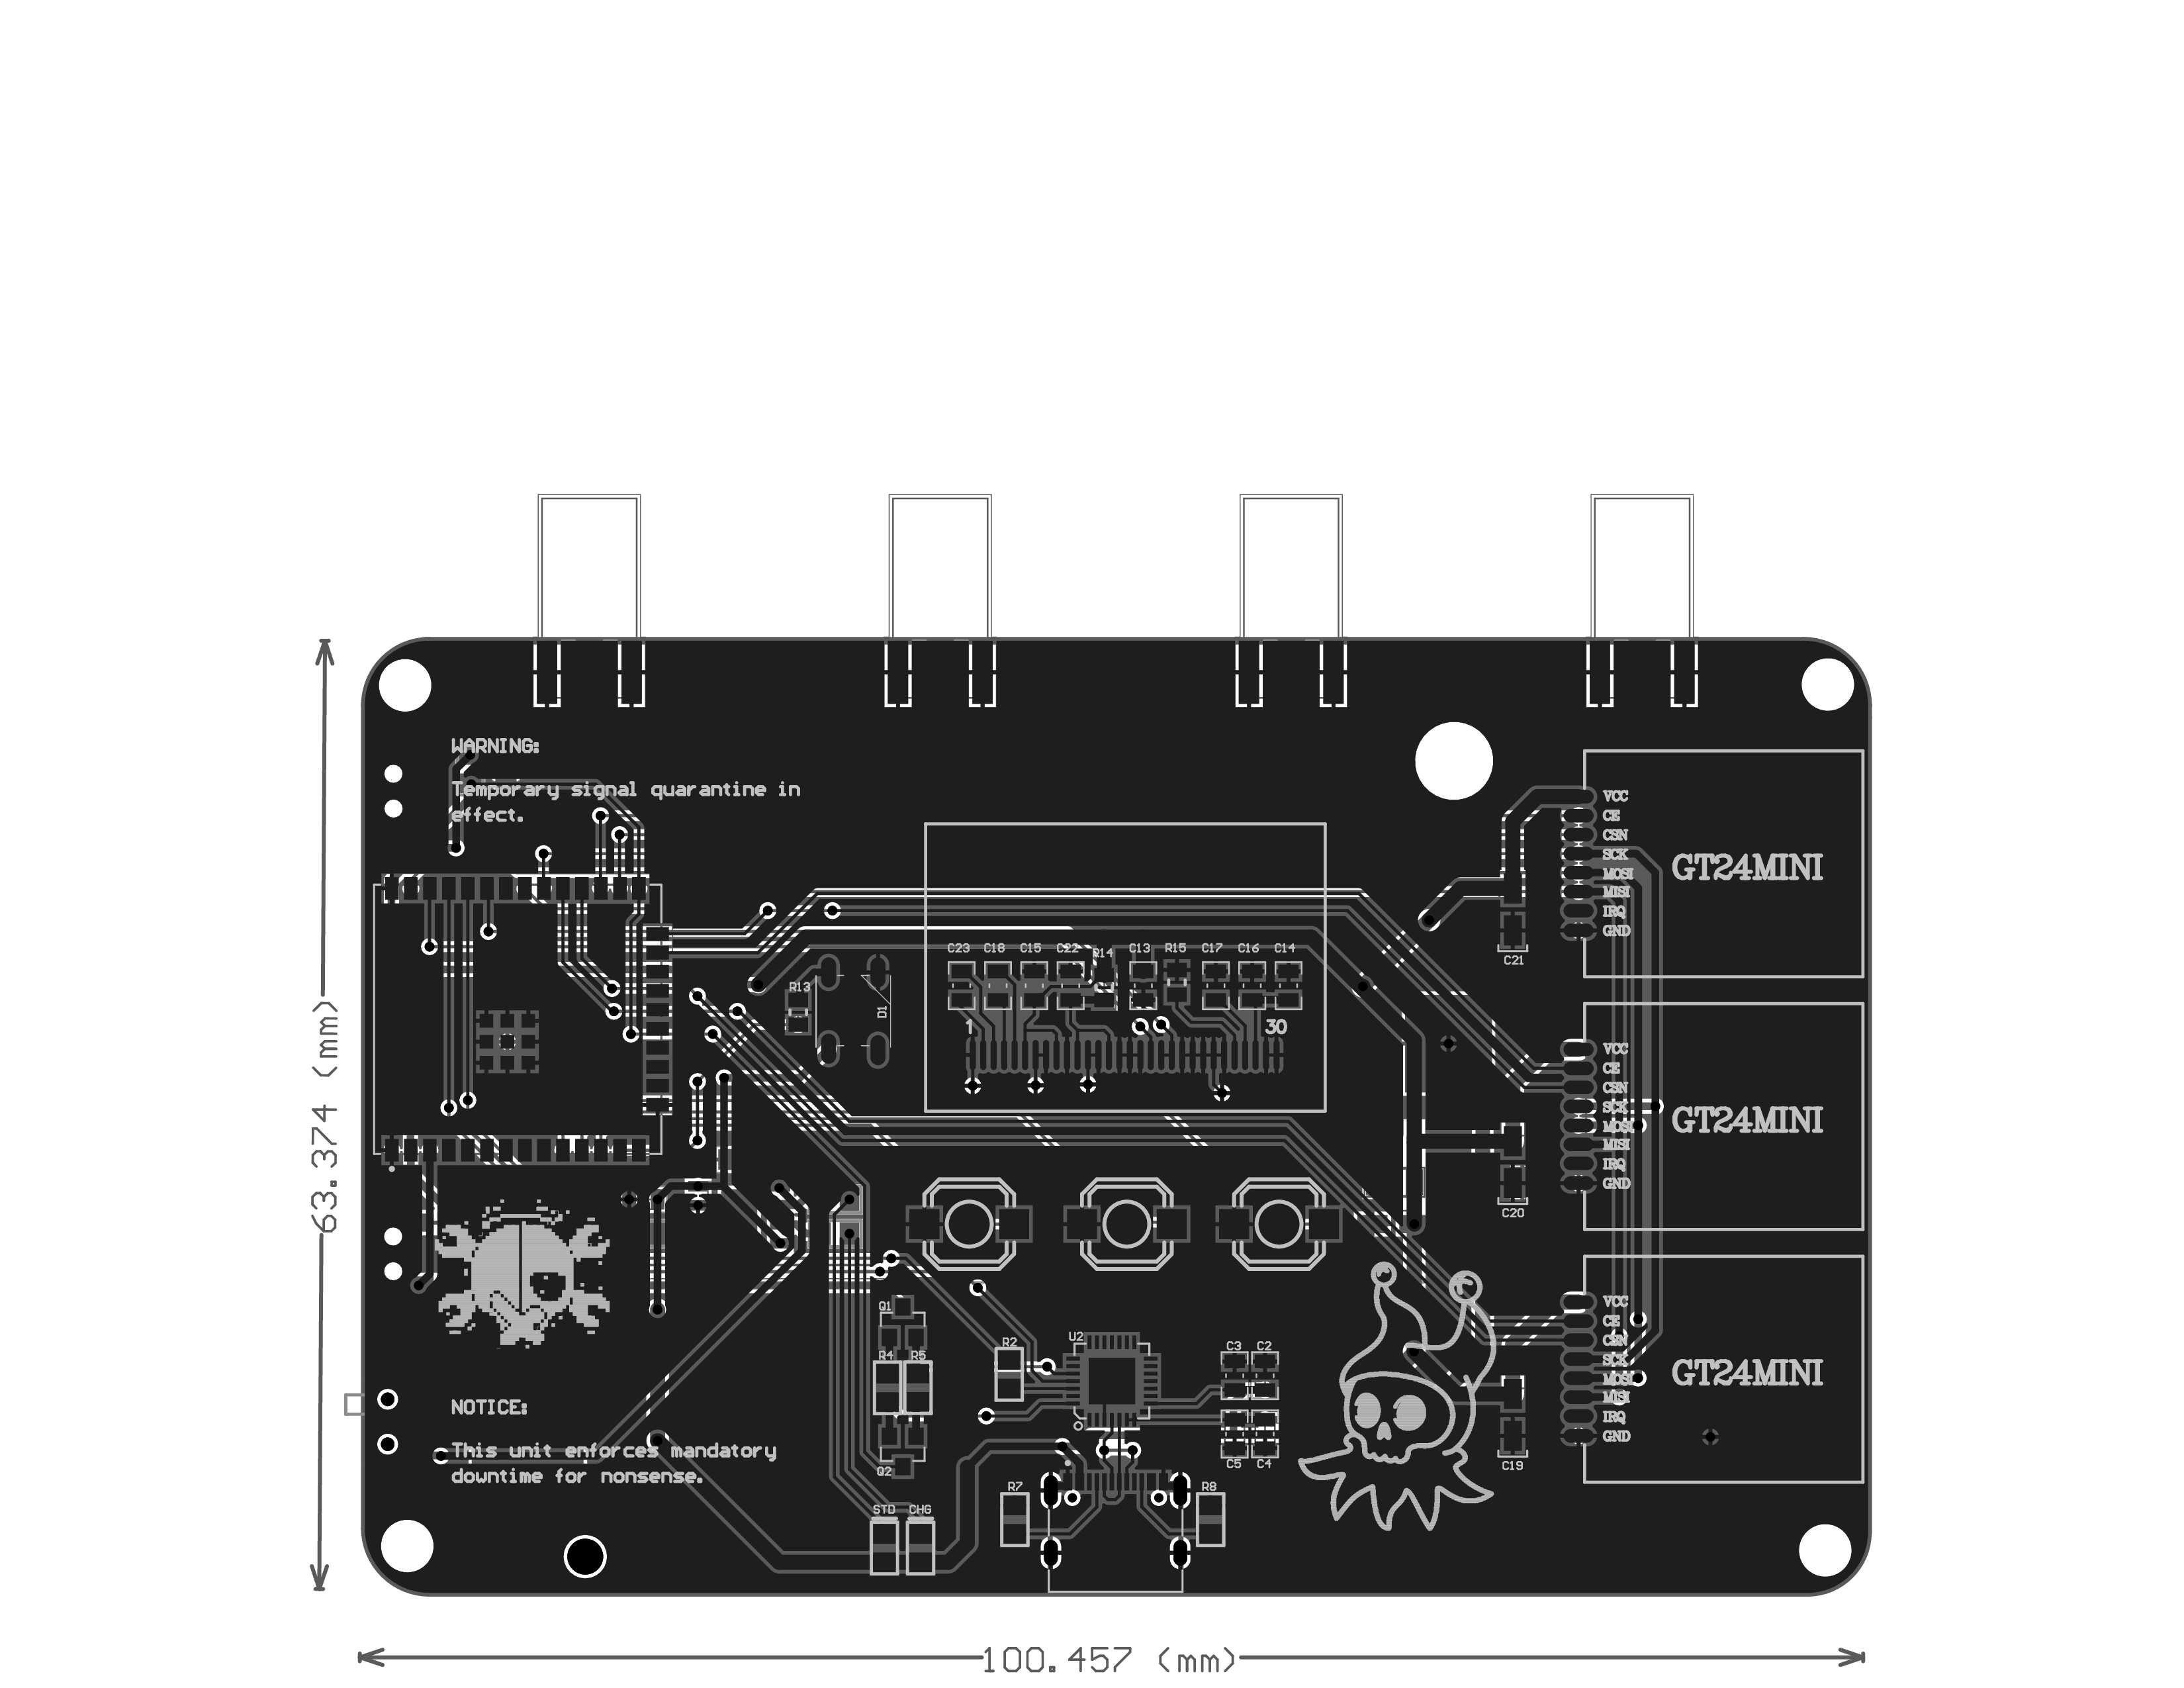 WARNING:
Temporary signal quarantine in
effect.
VCC
CE
CSN
SCK
MOSI
MISI
IRQ
GND
GT24MINI
C21
C23 C18 C15 C22 R14 C13 R15 C17 C16 C14
R13
D1
1
30
63.374 (mm)
VCC
CE
CSN
SCK
MOSI
MISI
IRQ
GND
GT24MINI
C20
VCC
CE
CSN
SCK
MOSI
MISI
IRQ
GND
GT24MINI
C19
Q1
R4 R5
R2
U2
C3 C2
C5 C4
Q2
NOTICE:
This unit enforces mandatory
downtime for nonsense.
STD CHG
R7
R8
100.457 (mm)